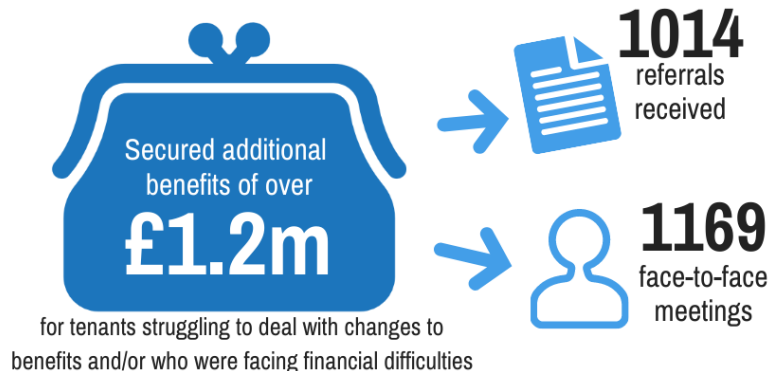 Secured additional
benefits of over
£1.2m
for tenants struggling to deal with changes to
benefits and/or who were facing financial difficulties
1014
referrals
received
1169
face-to-face
meetings